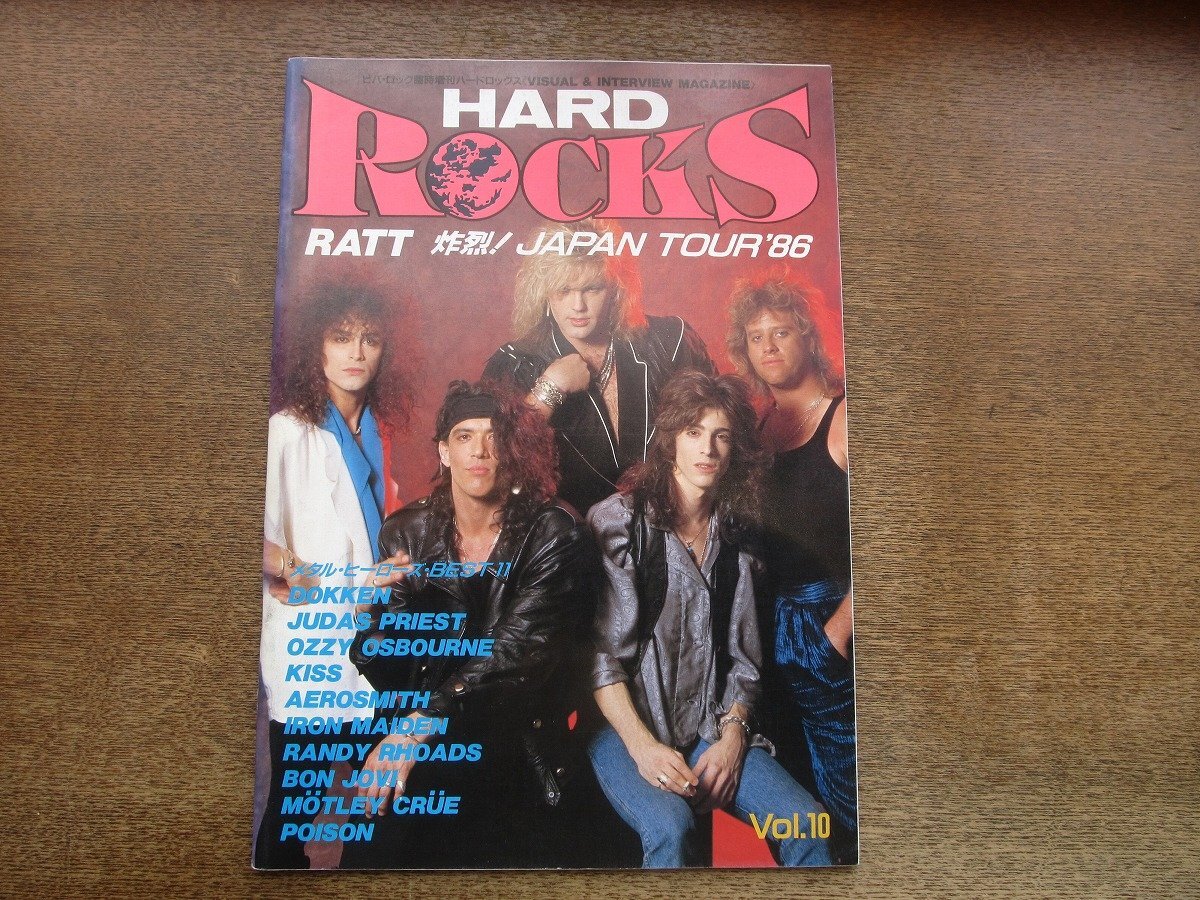 ビバ・ロック臨時増刊ハードロックス〈VISUAL & INTERVIEW MAGAZINE〉
HARD
ROCKS
RATT 炸烈! JAPAN TOUR'86
メタル・ヒーローズ・BEST 11
DOKKEN
JUDAS PRIEST
OZZY OSBOURNE
KISS
AEROSMITH
IRON MAIDEN
RANDY RHOADS
BON JOVI
MÖTLEY CRÜE
POISON
Vol.10